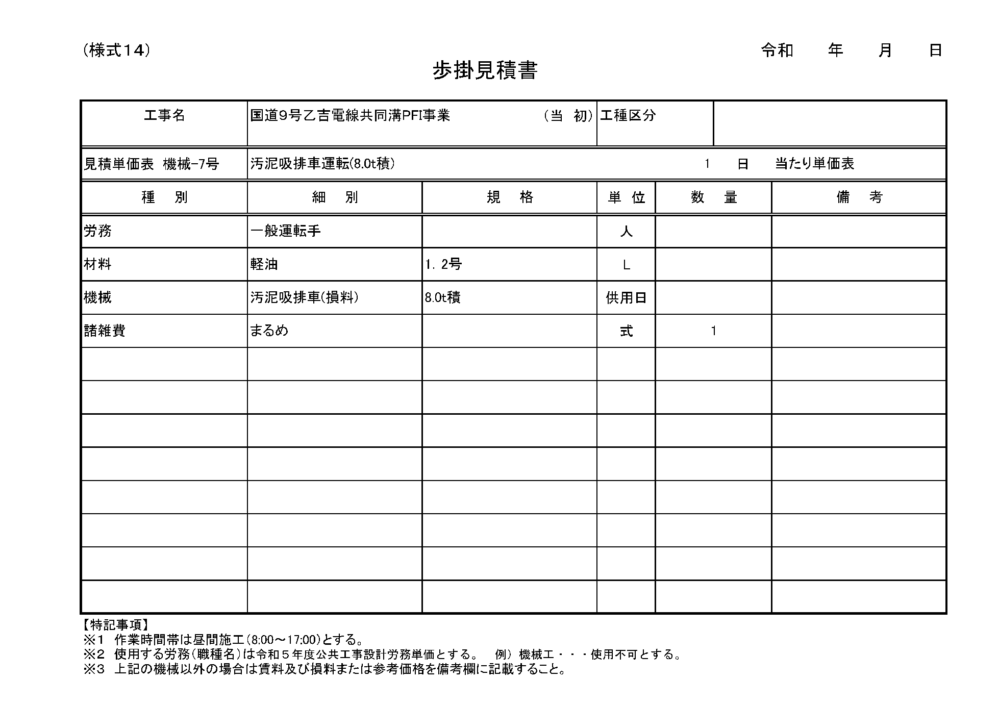 (様式14)
令和　　年　　月　　日
歩掛見積書
工事名　国道9号乙吉電線共同溝PFI事業　（当　初）　工種区分
見積単価表　機械-7号　汚泥吸排車運転(8.0t積)　1　日　当たり単価表
種　別　細　別　規　格　単　位　数　量　備　考
労務　一般運転手　人
材料　軽油　1．2号　L
機械　汚泥吸排車(損料)　8.0t積　供用日
諸雑費　まるめ　式　1
【特記事項】
※1　作業時間帯は昼間施工(8:00～17:00)とする。
※2　使用する労務(職種名)は令和５年度公共工事設計労務単価とする。　例）機械工・・・使用不可とする。
※3　上記の機械以外の場合は賃料及び損料または参考価格を備考欄に記載すること。